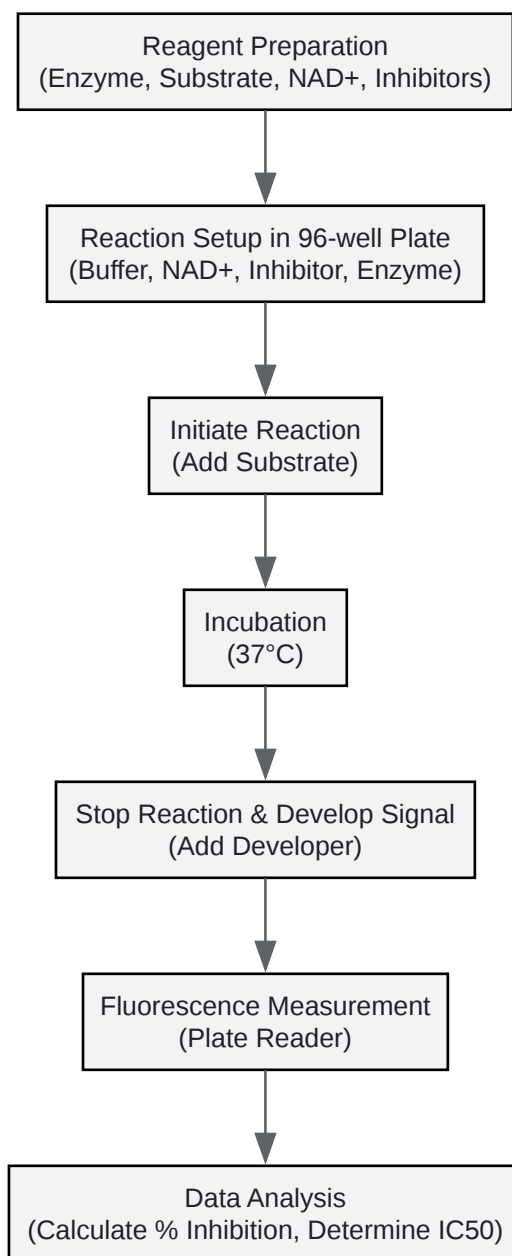 Reagent Preparation
(Enzyme, Substrate, NAD+, Inhibitors)
Reaction Setup in 96-well Plate
(Buffer, NAD+, Inhibitor, Enzyme)
Initiate Reaction
(Add Substrate)
Incubation
(37°C)
Stop Reaction & Develop Signal
(Add Developer)
Fluorescence Measurement
(Plate Reader)
Data Analysis
(Calculate % Inhibition, Determine IC50)